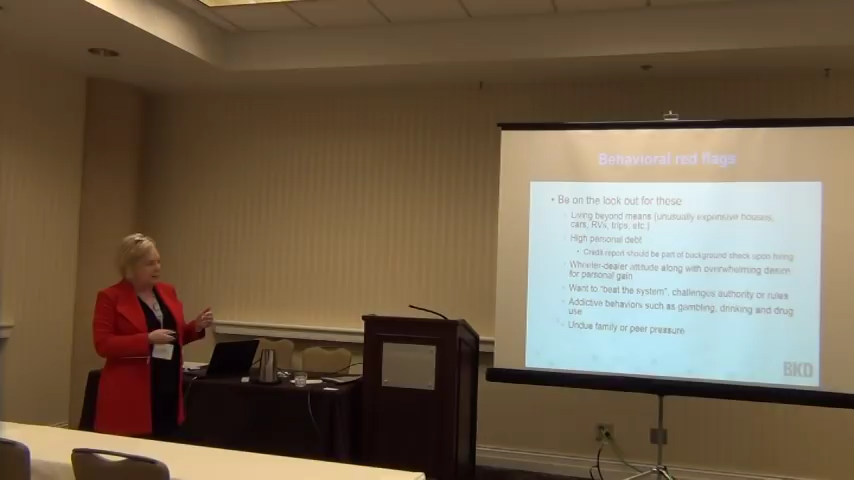 Behavioral red flags
• Be on the look out for these
Living beyond means (unusually expensive houses,
cars, RVs, trips, etc.)
High personal debt
• Credit report should be part of background check upon hiring
Wheeler-dealer attitude along with overwhelming desire
for personal gain
Want to "beat the system", challenges authority or rules
Addictive behaviors such as gambling, drinking and drug
use
Undue family or peer pressure
BKD